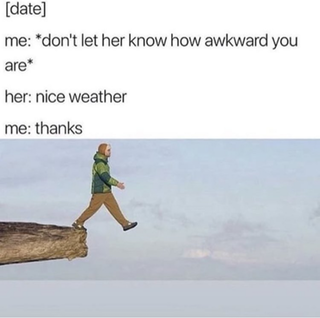 [date]
me: *don't let her know how awkward you
are*
her: nice weather
me: thanks